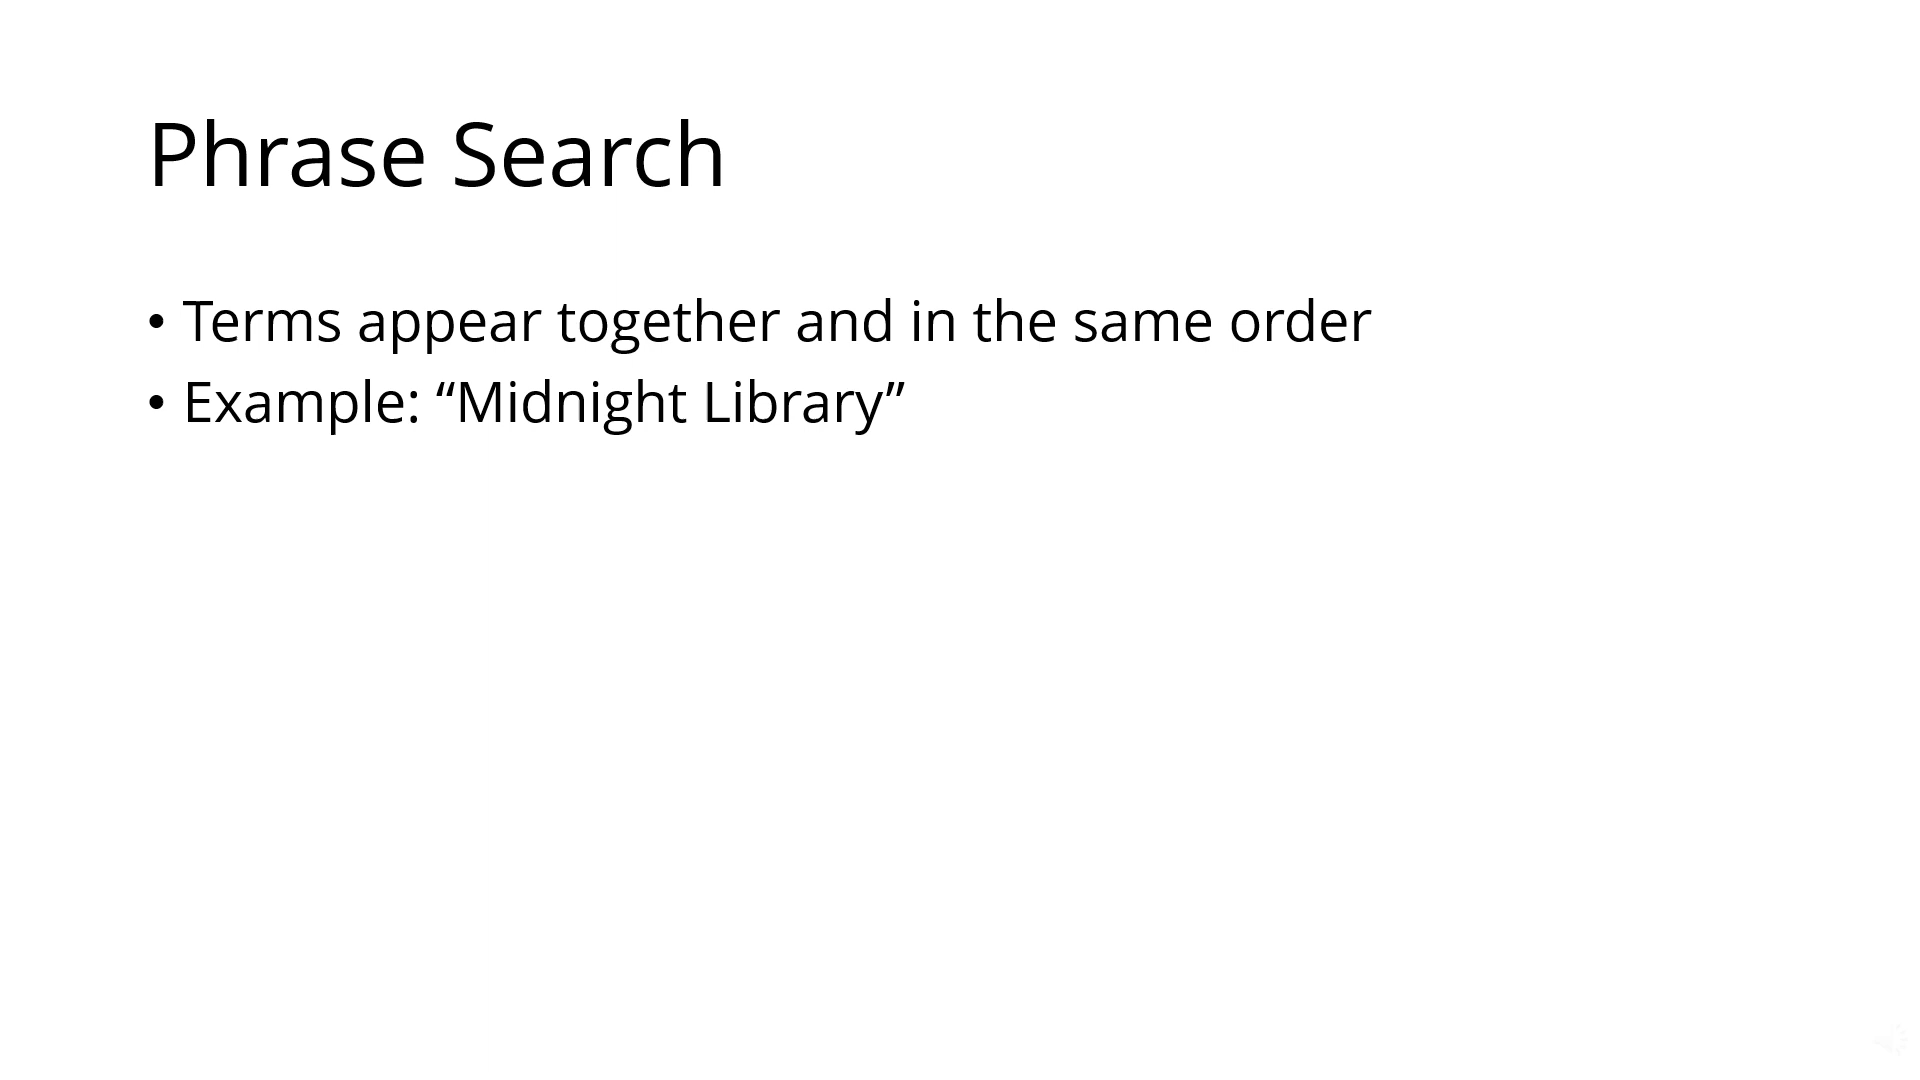 Phrase Search
• Terms appear together and in the same order
• Example: “Midnight Library”